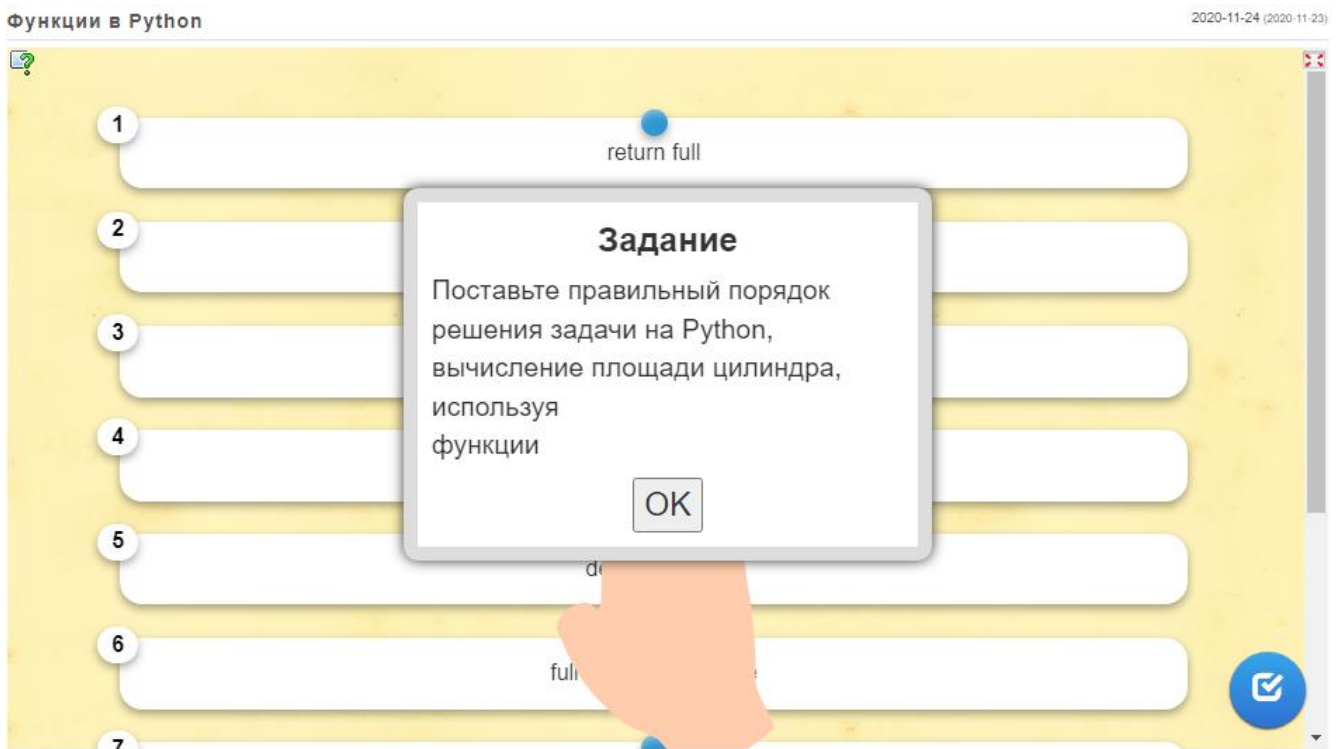 Функции в Python
2020-11-24 (2020-11-23)
1
return full
2
Задание
Поставьте правильный порядок
решения задачи на Python,
вычисление площади цилиндра,
используя
функции
OK
3
4
5
6
7